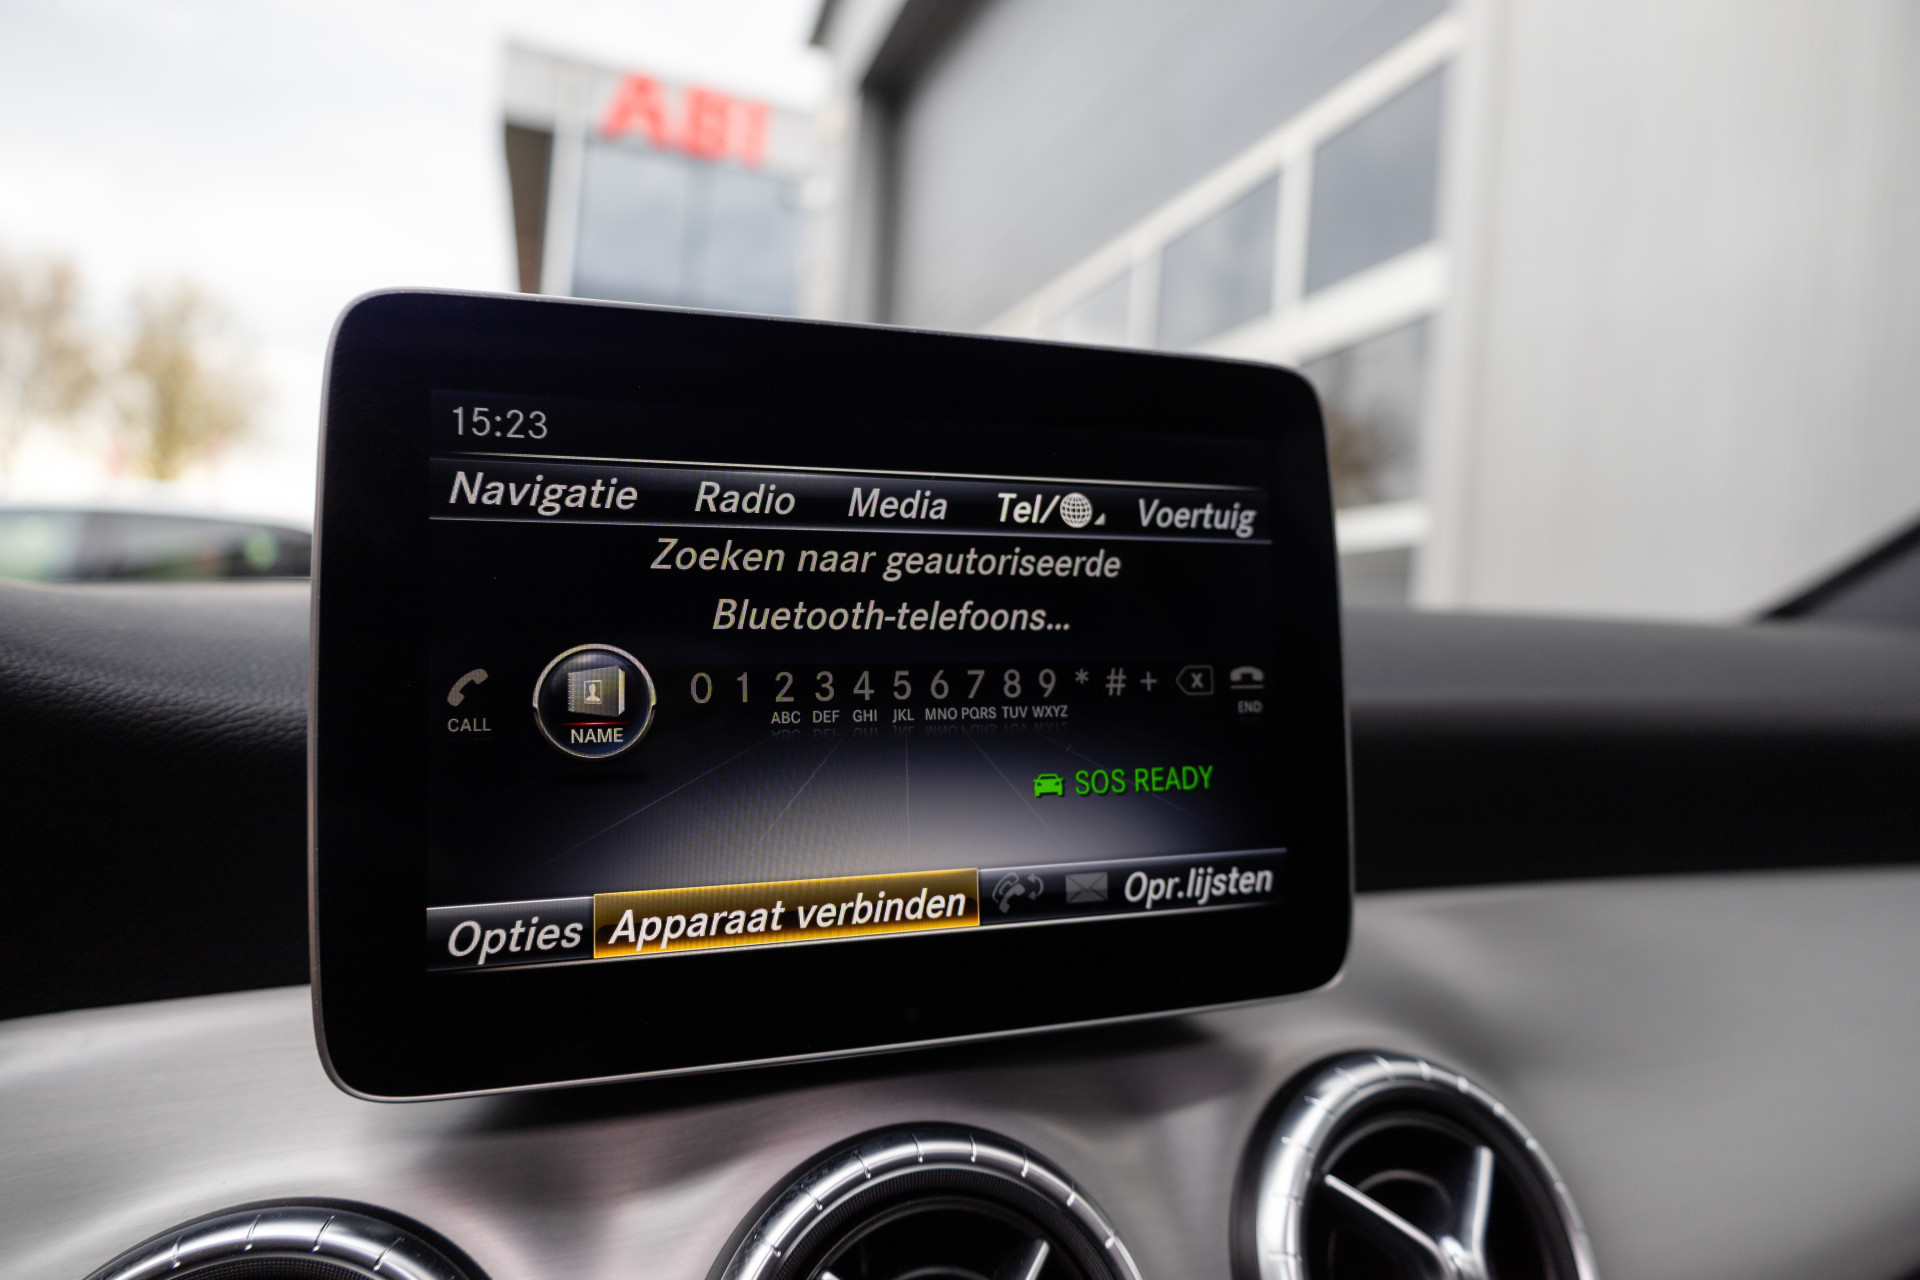 ABI
15:23
Navigatie Radio Media Tel/ Voertuig
Zoeken naar geautoriseerde
Bluetooth-telefoons...
CALL NAME 0 1 2 3 4 5 6 7 8 9 * # + X END
ABC DEF GHI JKL MNO PQRS TUV WXYZ
SOS READY
Opties Apparaat verbinden Opr.lijsten